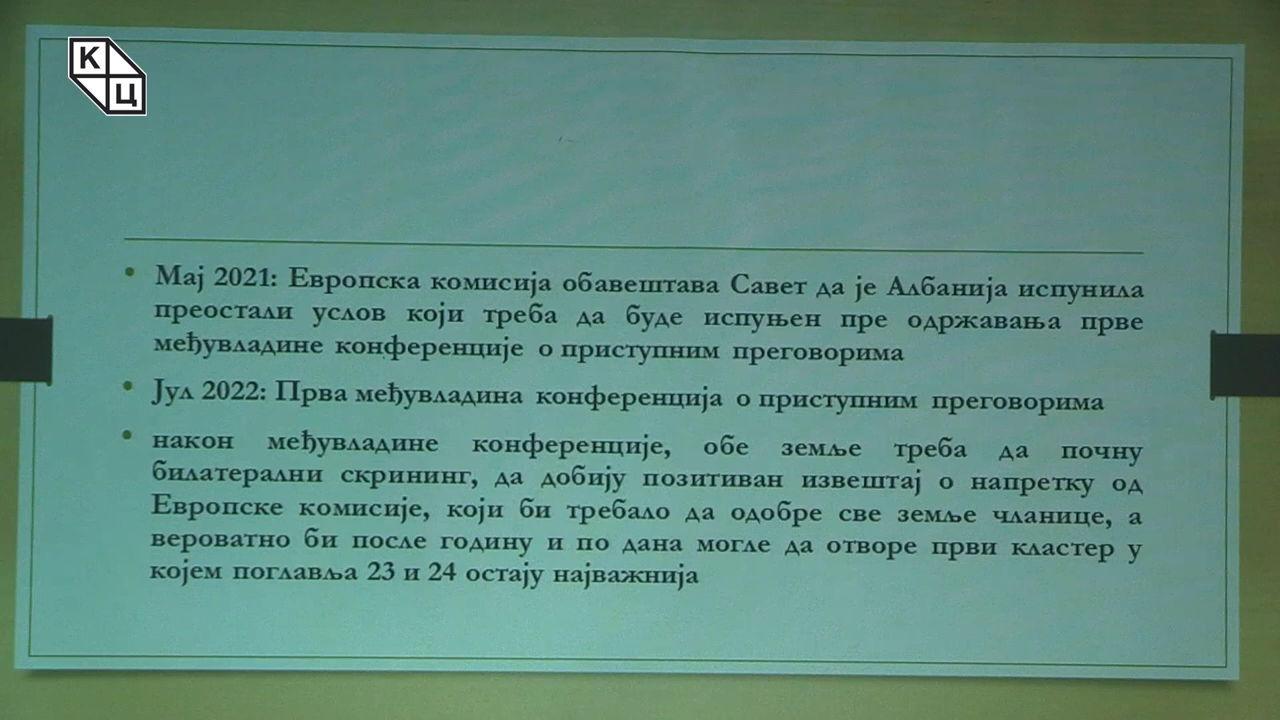 К
Ц
• Мај 2021: Европска комисија обавештава Савет да је Албанија испунила
преостали услов који треба да буде испуњен пре одржавања прве
међувладине конференције о приступним преговорима
• Јул 2022: Прва међувладина конференција о приступним преговорима
• након међувладине конференције, обе земље треба да почну
билатерални скрининг, да добију позитиван извештај о напретку од
Европске комисије, који би требало да одобре све земље чланице, а
вероватно би после годину и по дана могле да отворе први кластер у
којем поглавља 23 и 24 остају најважнија